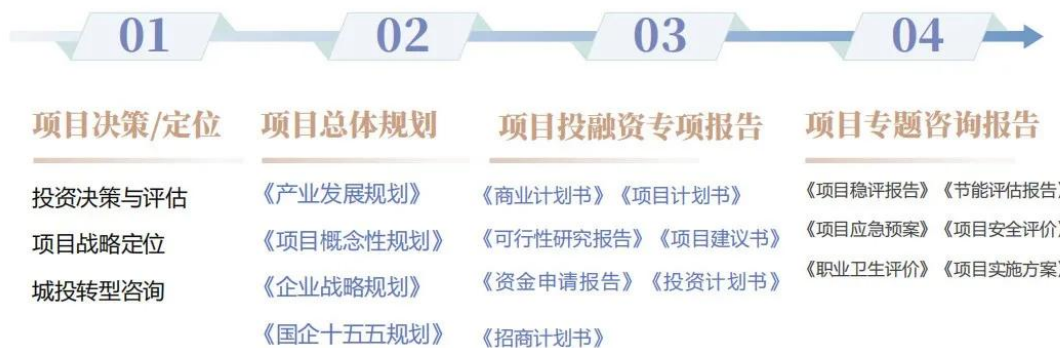 01
02
03
04
项目决策/定位
投资决策与评估
项目战略定位
城投转型咨询
项目总体规划
《产业发展规划》
《项目概念性规划》
《企业战略规划》
《国企十五五规划》
项目投融资专项报告
《商业计划书》《项目计划书》
《可行性研究报告》《项目建议书》
《资金申请报告》《投资计划书》
《招商计划书》
项目专题咨询报告
《项目稳评报告》《节能评估报告》
《项目应急预案》《项目安全评价》
《职业卫生评价》《项目实施方案》